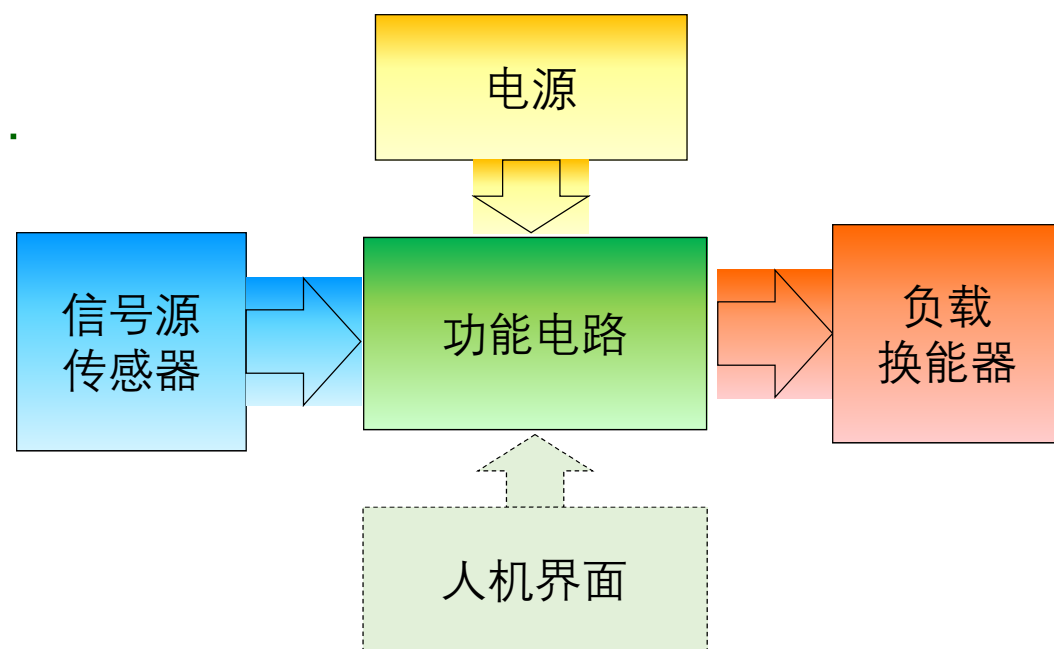 电源
信号源
传感器
功能电路
负载
换能器
人机界面